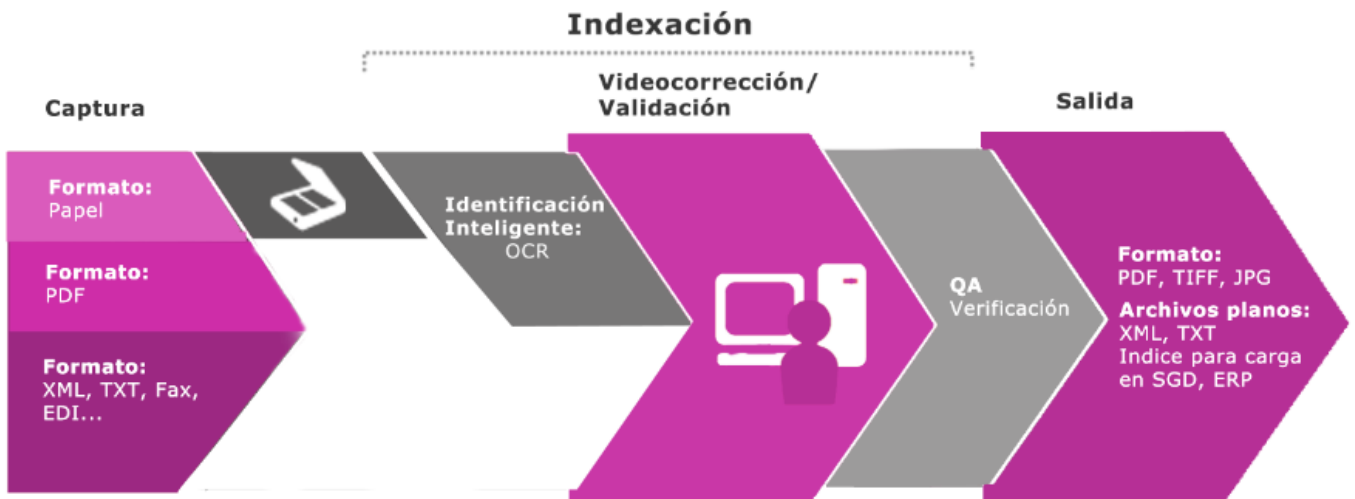 Indexación
Captura
Videocorrección/
Validación
Salida
Formato:
Papel
Formato:
PDF
Formato:
XML, TXT, Fax,
EDI...
Identificación
Inteligente:
OCR
QA
Verificación
Formato:
PDF, TIFF, JPG
Archivos planos:
XML, TXT
Indice para carga
en SGD, ERP